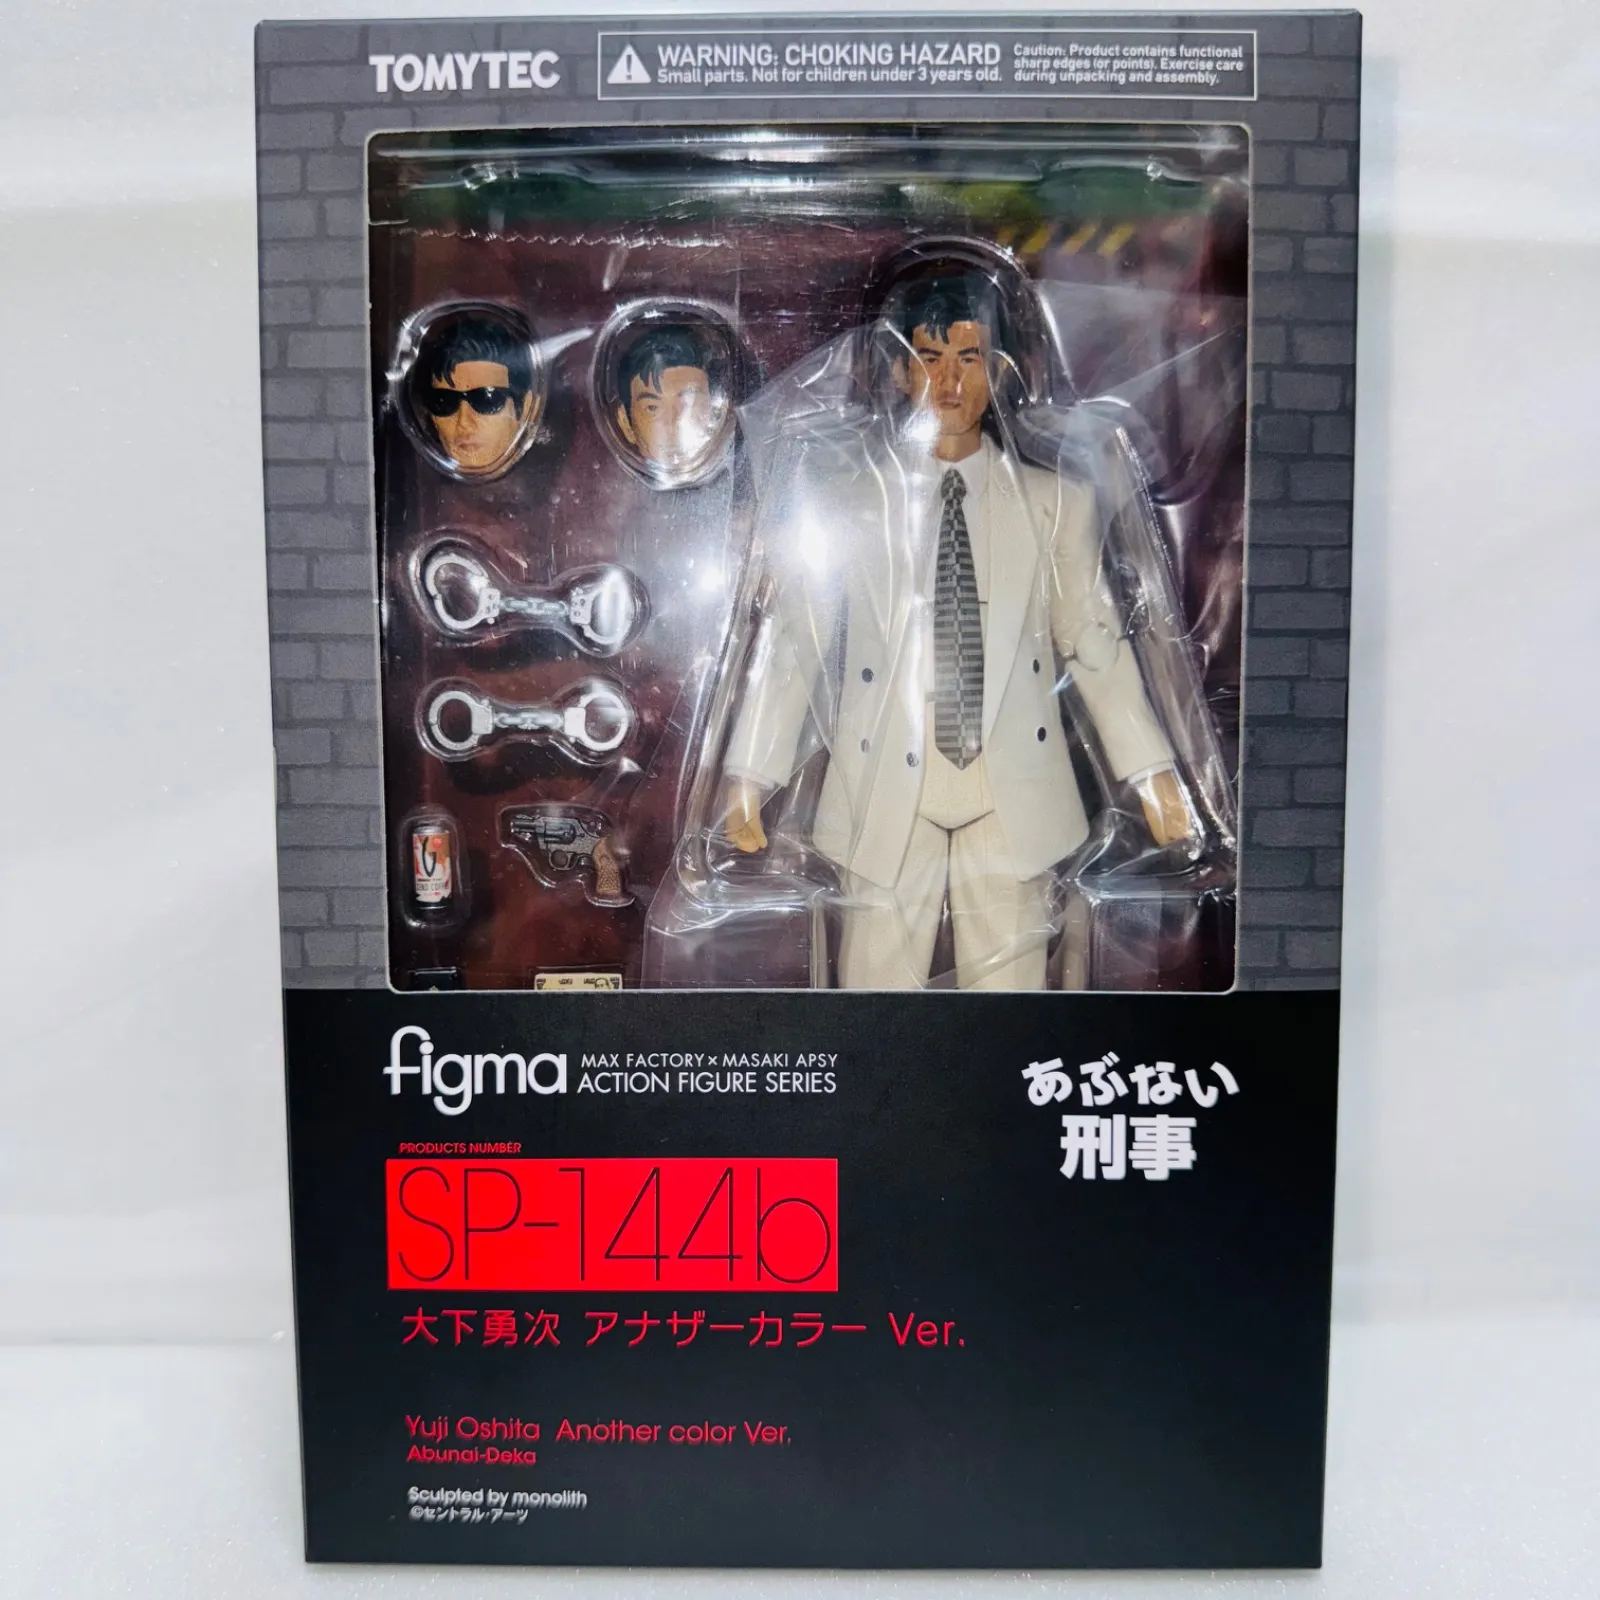 TOMYTEC
WARNING: CHOKING HAZARD
Small parts. Not for children under 3 years old.
Caution: Product contains functional
sharp edges (or points). Exercise care
during unpacking and assembly.
figma
MAX FACTORY × MASAKI APSY
ACTION FIGURE SERIES
あぶない
刑事
PRODUCTS NUMBER
SP-144b
大下勇次 アナザーカラー Ver.
Yuji Oshita Another color Ver.
Abunai-Deka
Sculpted by monolith
©セントラル・アーツ